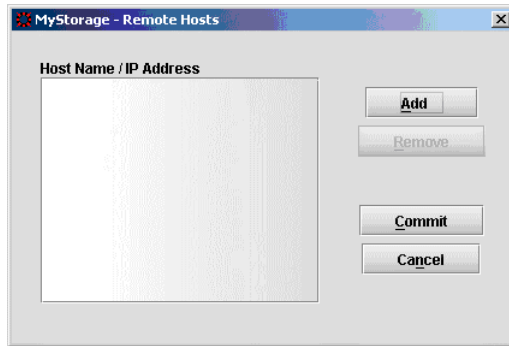 MyStorage - Remote Hosts
Host Name / IP Address
Add
Remove
Commit
Cancel